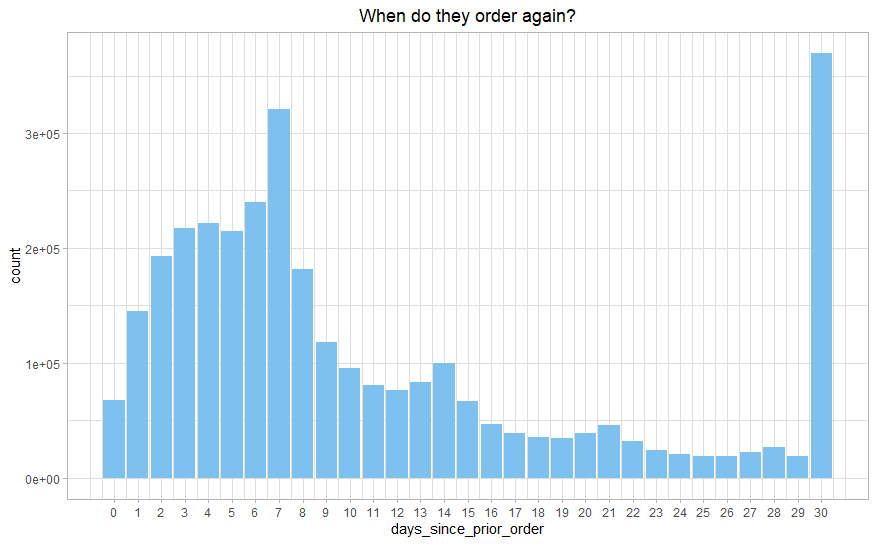 When do they order again?
count
3e+05
2e+05
1e+05
0e+00
0 1 2 3 4 5 6 7 8 9 10 11 12 13 14 15 16 17 18 19 20 21 22 23 24 25 26 27 28 29 30
days_since_prior_order